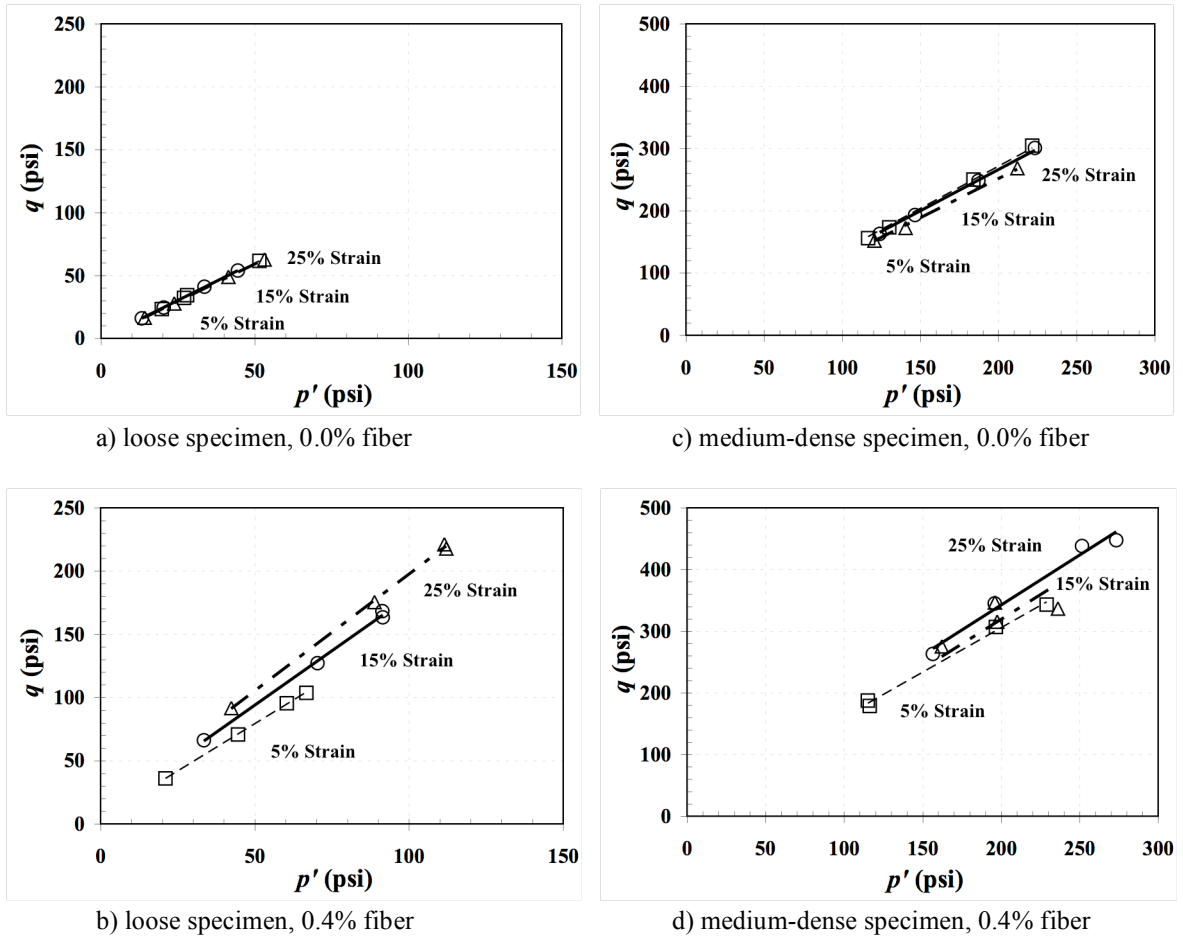 250
200
150
100
50
0
q (psi)
25% Strain
15% Strain
5% Strain
0 50 100 150
p' (psi)
a) loose specimen, 0.0% fiber
500
400
300
200
100
0
q (psi)
25% Strain
15% Strain
5% Strain
0 50 100 150 200 250 300
p' (psi)
c) medium-dense specimen, 0.0% fiber
250
200
150
100
50
0
q (psi)
25% Strain
15% Strain
5% Strain
0 50 100 150
p' (psi)
b) loose specimen, 0.4% fiber
500
400
300
200
100
0
q (psi)
25% Strain
15% Strain
5% Strain
0 50 100 150 200 250 300
p' (psi)
d) medium-dense specimen, 0.4% fiber